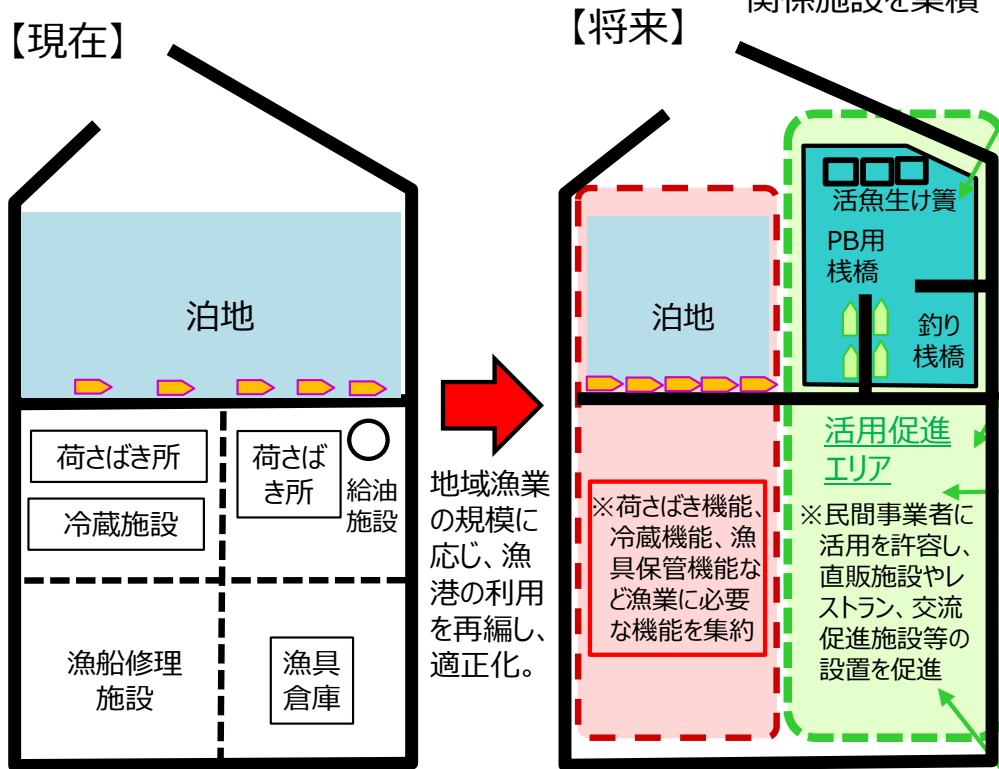 【現在】
泊地
荷さばき所
冷蔵施設
荷さば
き所
給油
施設
漁船修理
施設
漁具
倉庫
地域漁業
の規模に
応じ、漁
港の利用
を再編し、
適正化。
【将来】
関係施設を集積
泊地
※荷さばき機能、
冷蔵機能、漁
具保管機能な
ど漁業に必要
な機能を集約
活魚生け簀
PB用
桟橋
釣り
桟橋
活用促進
エリア
※民間事業者に
活用を許容し、
直販施設やレ
ストラン、交流
促進施設等の
設置を促進